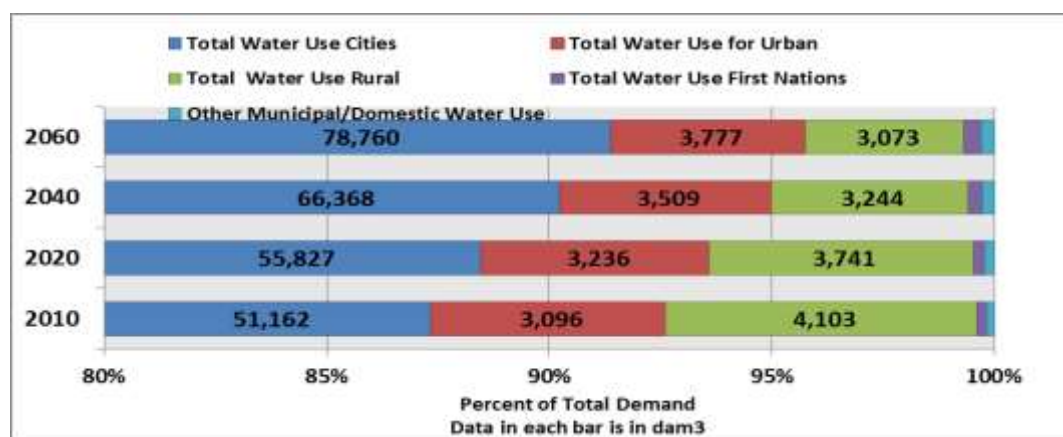 Total Water Use Cities Total Water Use for Urban
Total Water Use Rural Total Water Use First Nations
Other Municipal/Domestic Water Use
2060 78,760 3,777 3,073
2040 66,368 3,509 3,244
2020 55,827 3,236 3,741
2010 51,162 3,096 4,103
80% 85% 90% 95% 100%
Percent of Total Demand
Data in each bar is in dam3